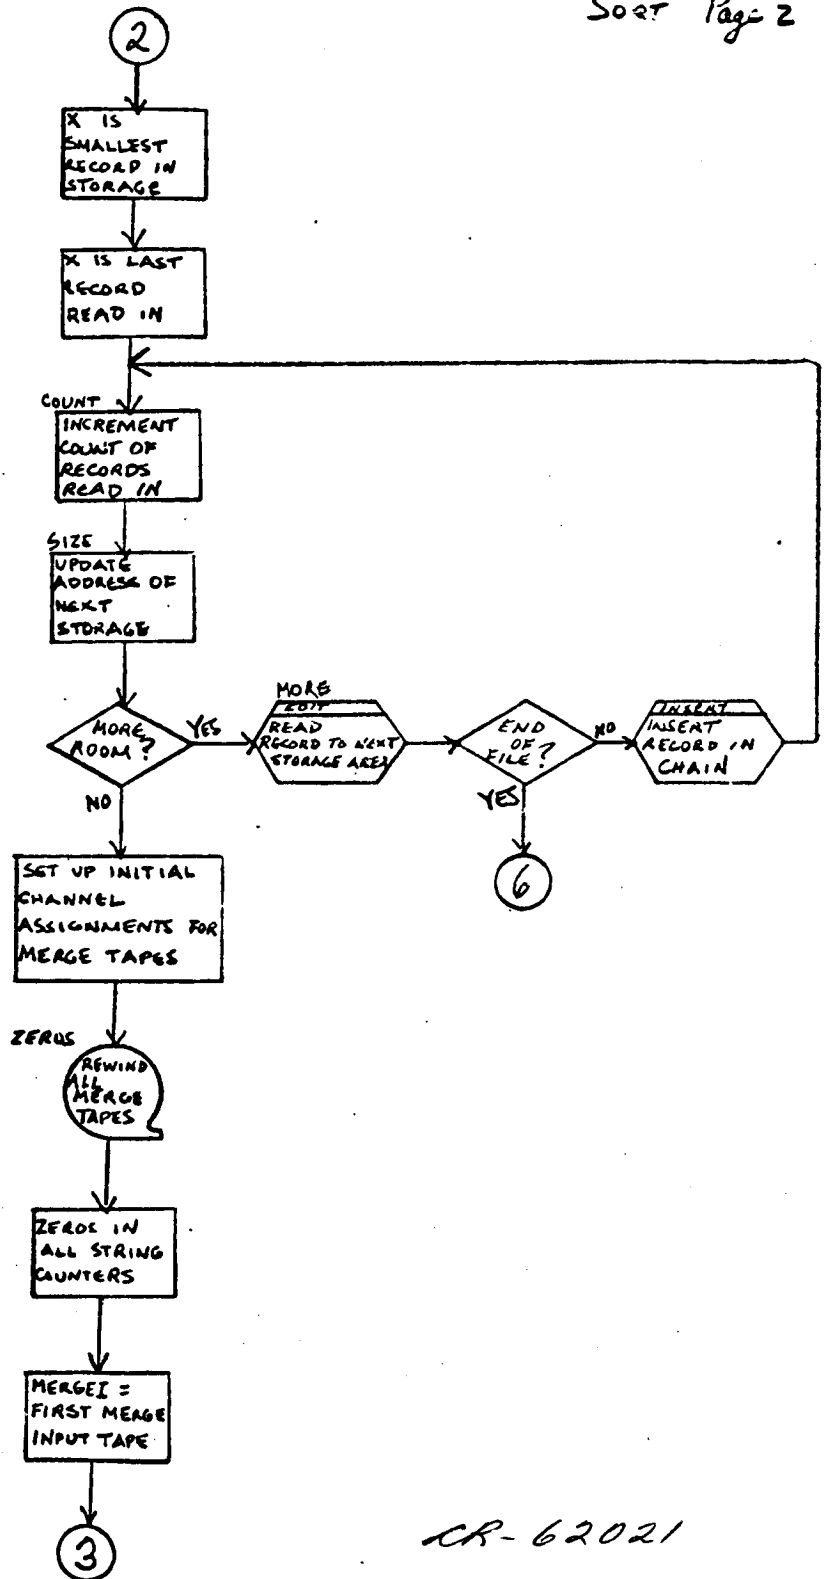 SORT Page 2
2
X IS
SMALLEST
RECORD IN
STORAGE
X IS LAST
RECORD
READ IN
COUNT
INCREMENT
COUNT OF
RECORDS
READ IN
SIZE
UPDATE
ADDRESS OF
NEXT
STORAGE
MORE
ROOM?
YES
NO
MORE
EDIT
READ
RECORD TO NEXT
STORAGE AREA
END
OF
FILE?
NO
YES
6
INSERT
INSERT
RECORD IN
CHAIN
SET UP INITIAL
CHANNEL
ASSIGNMENTS FOR
MERGE TAPES
ZEROS
REWIND
ALL
MERGE
TAPES
ZEROS IN
ALL STRING
COUNTERS
MERGEI =
FIRST MERGE
INPUT TAPE
3
CR-62021